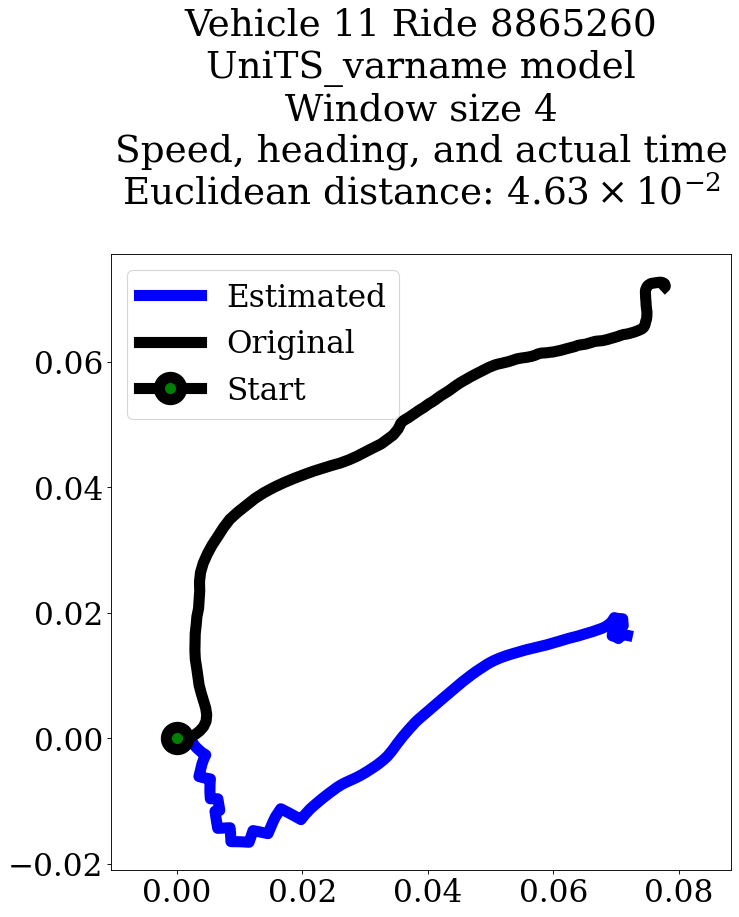 Vehicle 11 Ride 8865260
UniTS_varname model
Window size 4
Speed, heading, and actual time
Euclidean distance: 4.63 × 10⁻²
Estimated
Original
Start
0.06
0.04
0.02
0.00
−0.02
0.00 0.02 0.04 0.06 0.08